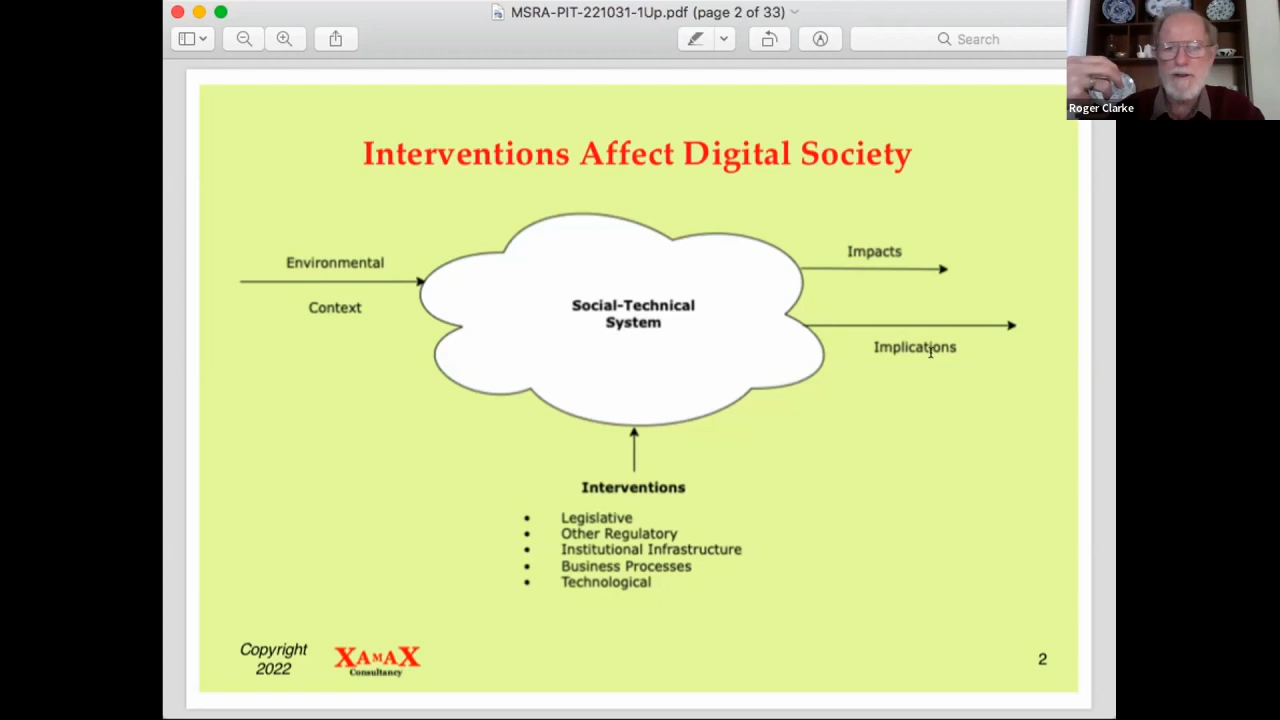 MSRA-PIT-221031-1Up.pdf (page 2 of 33)
Search
Roger Clarke
Interventions Affect Digital Society
Environmental
Context
Social-Technical
System
Impacts
Implications
Interventions
• Legislative
• Other Regulatory
• Institutional Infrastructure
• Business Processes
• Technological
Copyright
2022
XAMAX
Consultancy
2